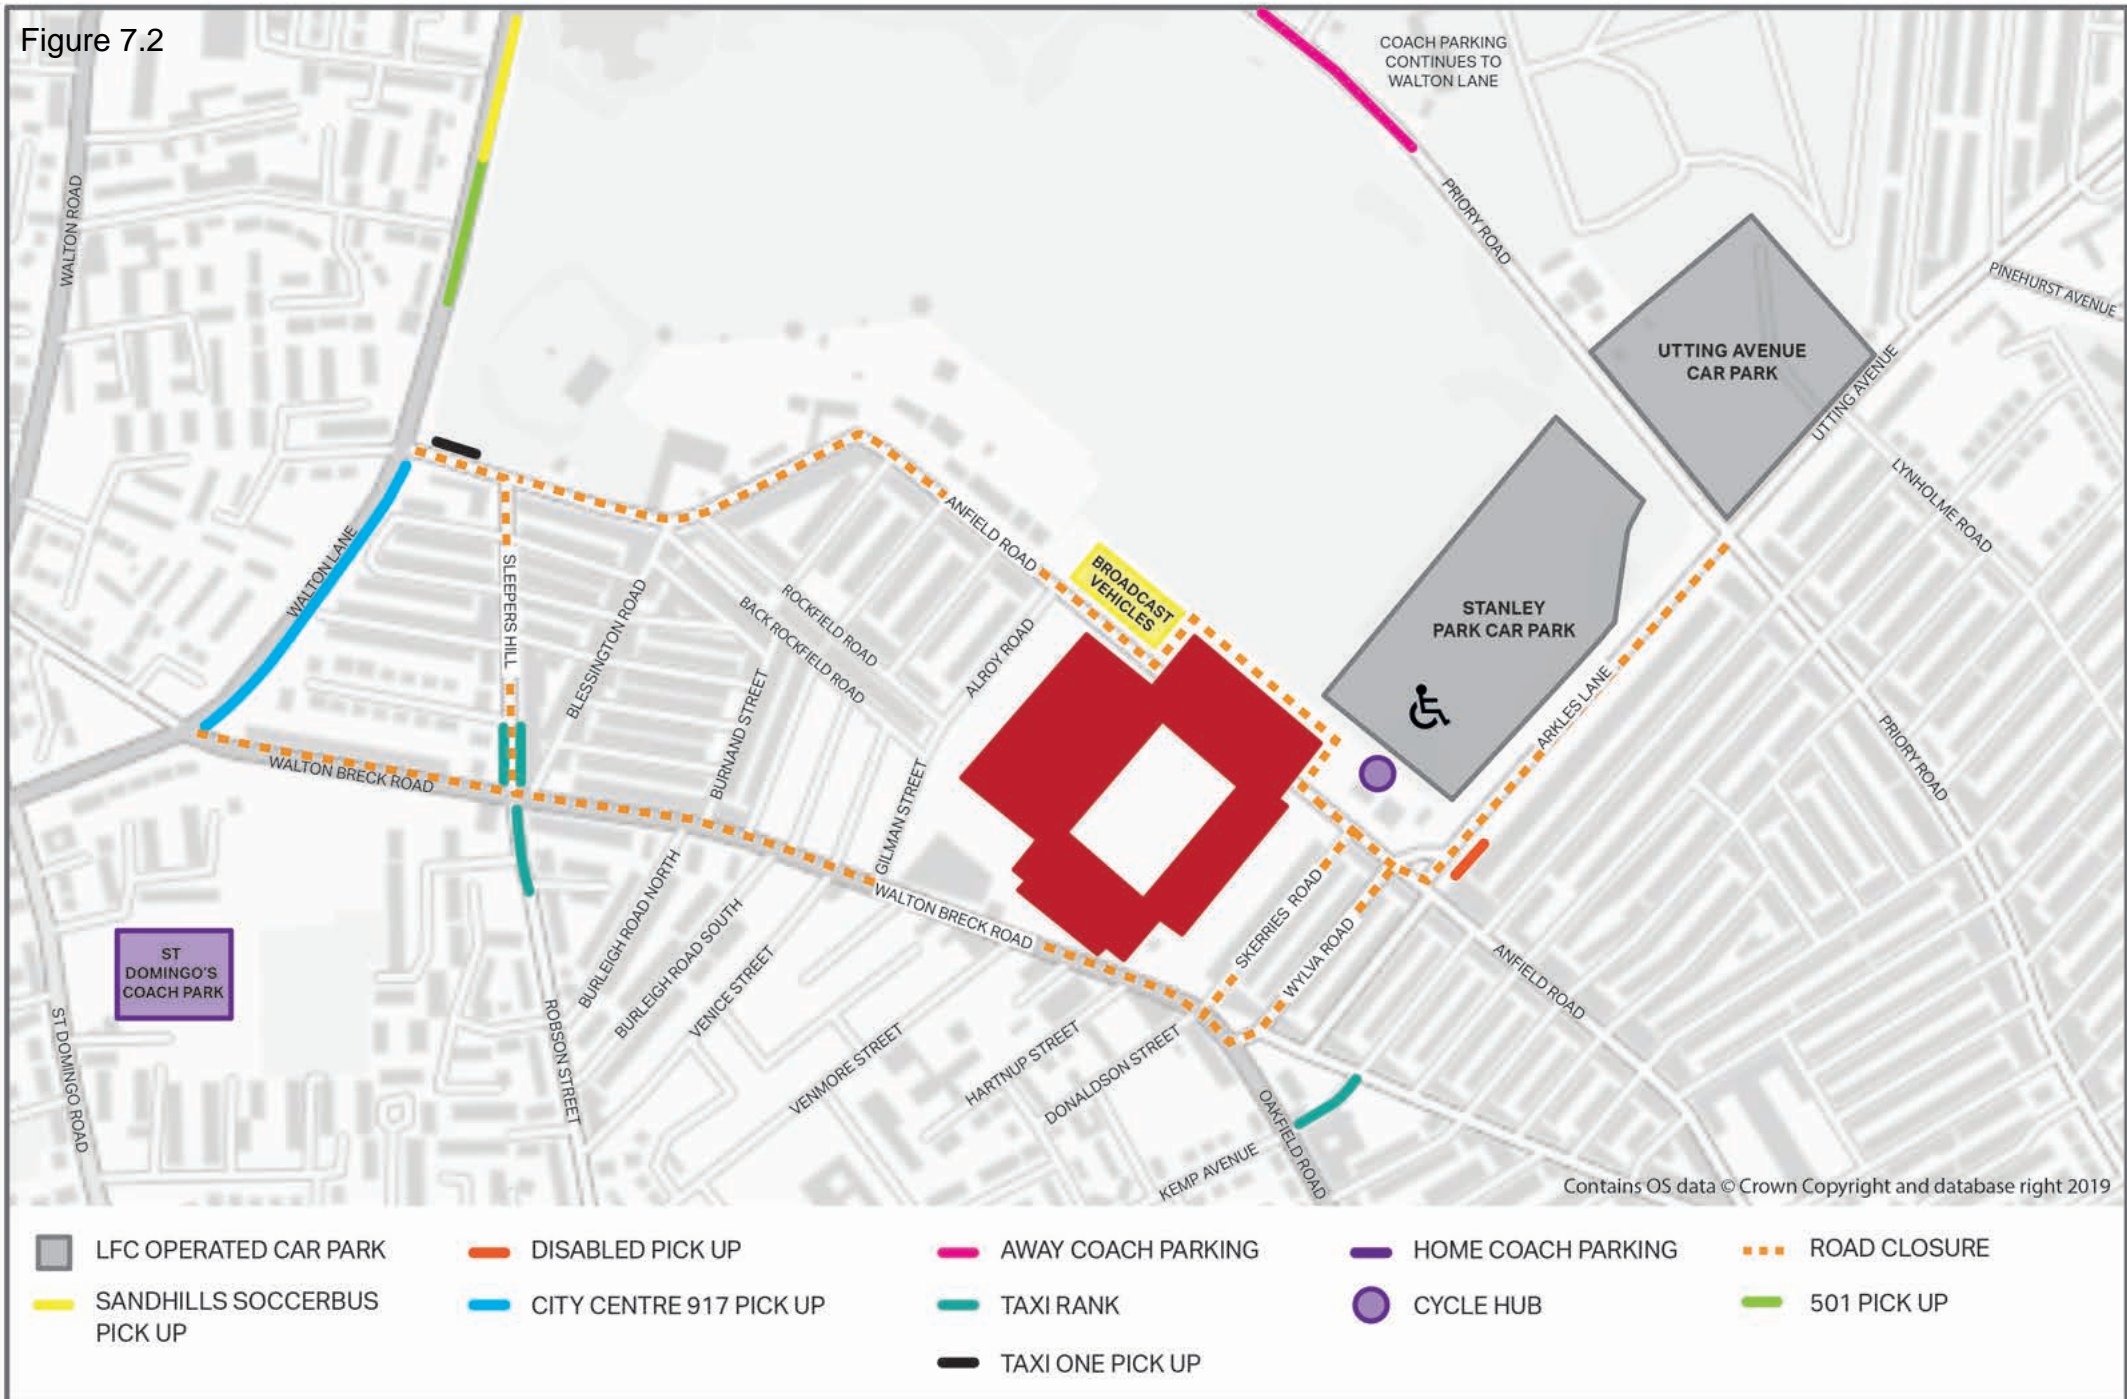 Figure 7.2
COACH PARKING
CONTINUES TO
WALTON LANE
WALTON ROAD
PRIORY ROAD
PINEHURST AVENUE
UTTING AVENUE
CAR PARK
UTTING AVENUE
LYNHOLME ROAD
ANFIELD ROAD
WALTON LANE
SLEEPERS HILL
BLESSINGTON ROAD
ROCKFIELD ROAD
BACK ROCKFIELD ROAD
BROADCAST
VEHICLES
ALROY ROAD
STANLEY
PARK CAR PARK
ARKLES LANE
BURNAND STREET
PRIORY ROAD
WALTON BRECK ROAD
GILMAN STREET
WALTON BRECK ROAD
SKERRIES ROAD
WYLVA ROAD
ANFIELD ROAD
BURLEIGH ROAD NORTH
BURLEIGH ROAD SOUTH
VENICE STREET
ST
DOMINGO'S
COACH PARK
ST DOMINGO ROAD
ROBSON STREET
VENMORE STREET
HARTNUP STREET
DONALDSON STREET
OAKFIELD ROAD
KEMP AVENUE
Contains OS data © Crown Copyright and database right 2019
LFC OPERATED CAR PARK
DISABLED PICK UP
AWAY COACH PARKING
HOME COACH PARKING
ROAD CLOSURE
SANDHILLS SOCCERBUS
PICK UP
CITY CENTRE 917 PICK UP
TAXI RANK
CYCLE HUB
501 PICK UP
TAXI ONE PICK UP